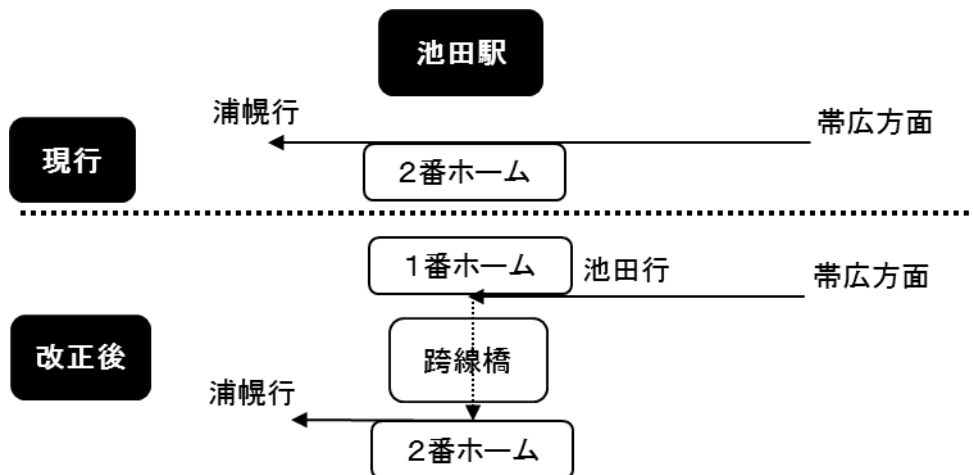 池田駅
浦幌行
帯広方面
現行
2番ホーム
1番ホーム
池田行
帯広方面
改正後
跨線橋
浦幌行
2番ホーム